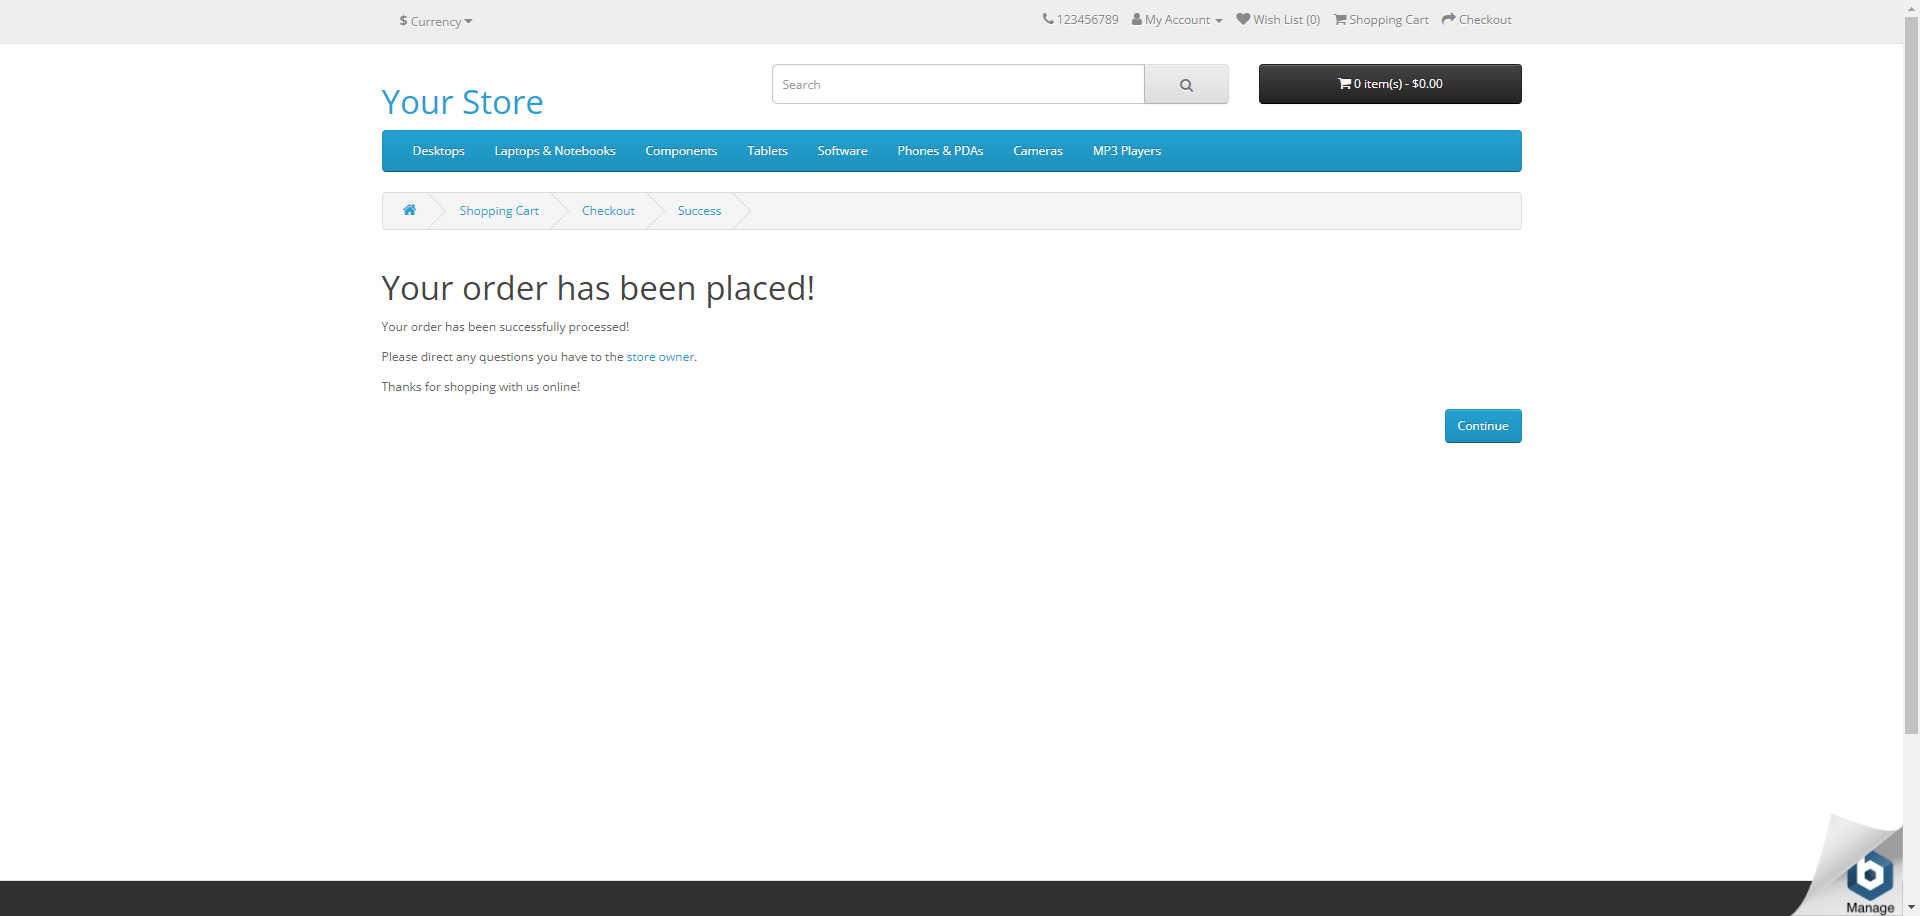 $ Currency
123456789 My Account Wish List (0) Shopping Cart Checkout
Your Store
Search
0 item(s) - $0.00
Desktops Laptops & Notebooks Components Tablets Software Phones & PDAs Cameras MP3 Players
Shopping Cart Checkout Success
Your order has been placed!
Your order has been successfully processed!
Please direct any questions you have to the store owner.
Thanks for shopping with us online!
Continue
b
Manage